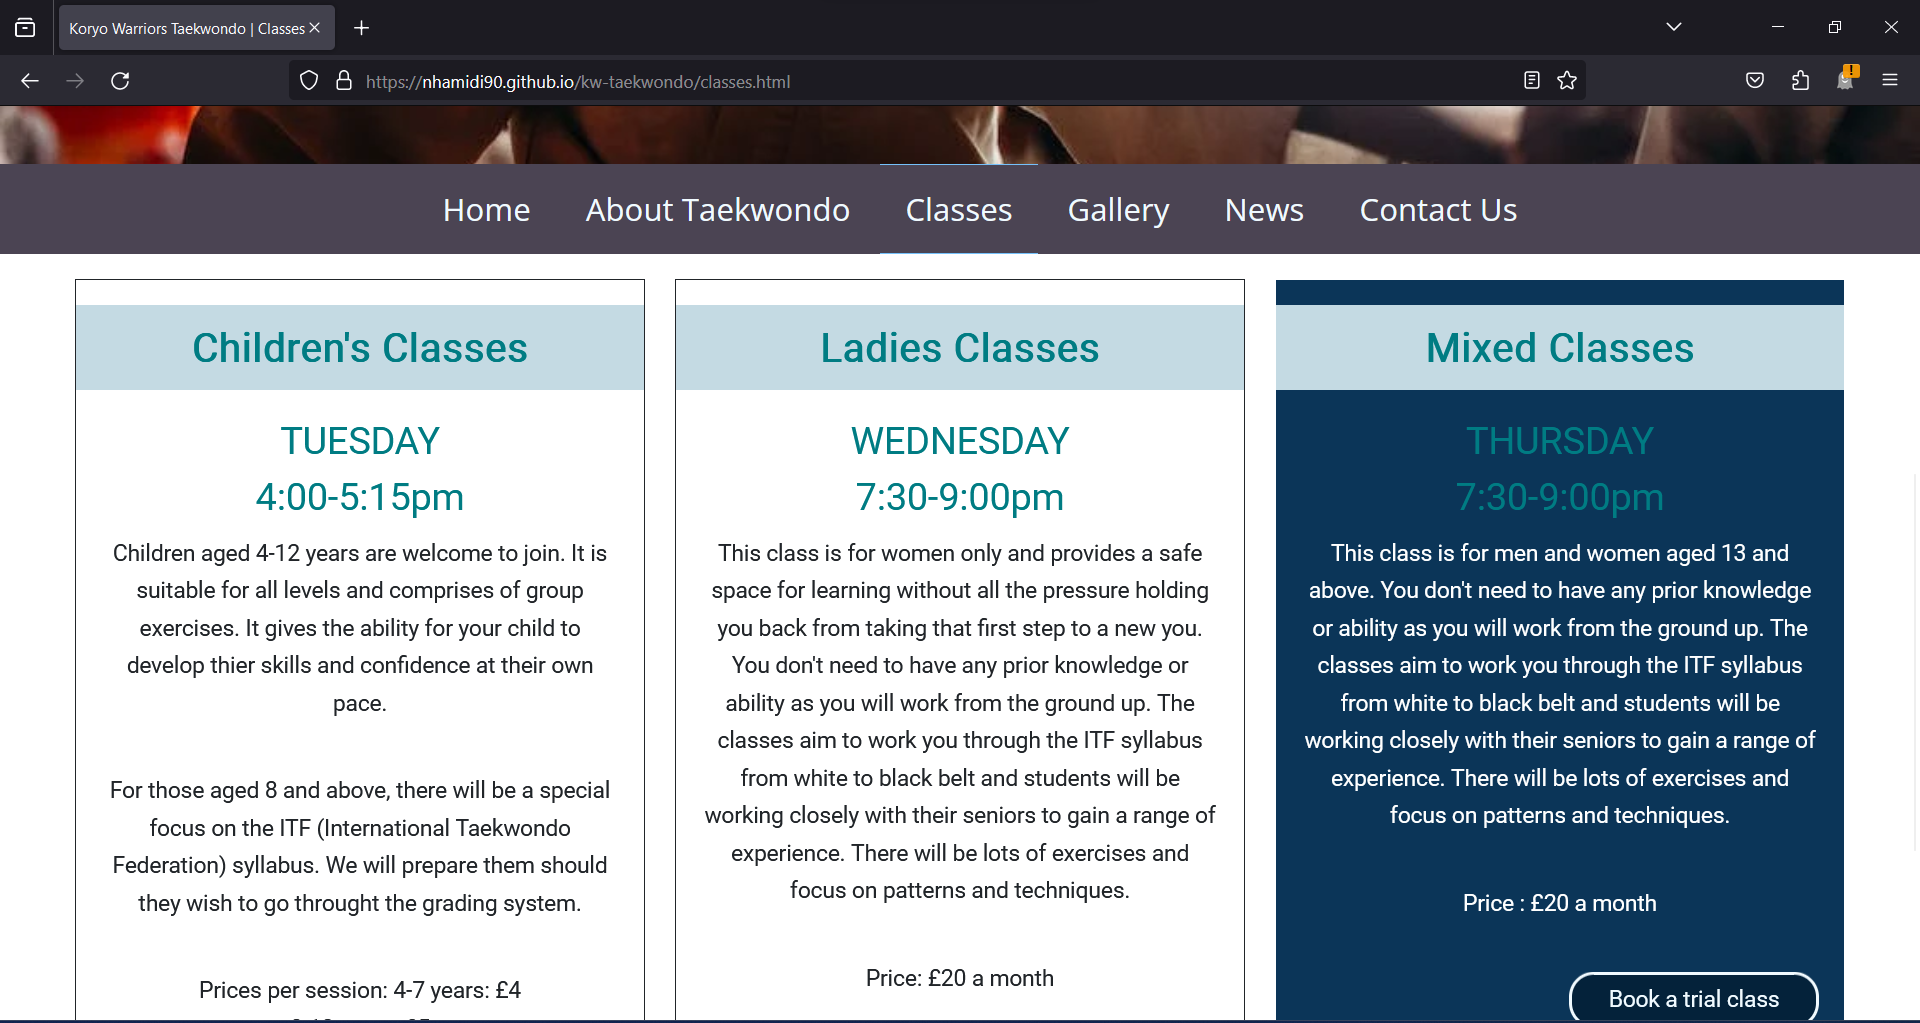 Koryo Warriors Taekwondo | Classes
https://nhamidi90.github.io/kw-taekwondo/classes.html
Home About Taekwondo Classes Gallery News Contact Us
Children's Classes
TUESDAY
4:00-5:15pm
Children aged 4-12 years are welcome to join. It is
suitable for all levels and comprises of group
exercises. It gives the ability for your child to
develop thier skills and confidence at their own
pace.
For those aged 8 and above, there will be a special
focus on the ITF (International Taekwondo
Federation) syllabus. We will prepare them should
they wish to go throught the grading system.
Prices per session: 4-7 years: £4
Ladies Classes
WEDNESDAY
7:30-9:00pm
This class is for women only and provides a safe
space for learning without all the pressure holding
you back from taking that first step to a new you.
You don't need to have any prior knowledge or
ability as you will work from the ground up. The
classes aim to work you through the ITF syllabus
from white to black belt and students will be
working closely with their seniors to gain a range of
experience. There will be lots of exercises and
focus on patterns and techniques.
Price: £20 a month
Mixed Classes
THURSDAY
7:30-9:00pm
This class is for men and women aged 13 and
above. You don't need to have any prior knowledge
or ability as you will work from the ground up. The
classes aim to work you through the ITF syllabus
from white to black belt and students will be
working closely with their seniors to gain a range of
experience. There will be lots of exercises and
focus on patterns and techniques.
Price : £20 a month
Book a trial class